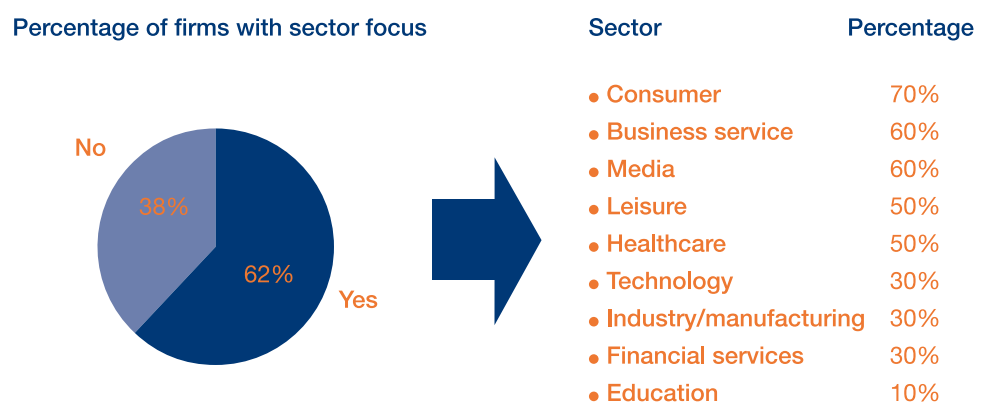 Percentage of firms with sector focus
No
38%
62%
Yes
Sector Percentage
• Consumer 70%
• Business service 60%
• Media 60%
• Leisure 50%
• Healthcare 50%
• Technology 30%
• Industry/manufacturing 30%
• Financial services 30%
• Education 10%